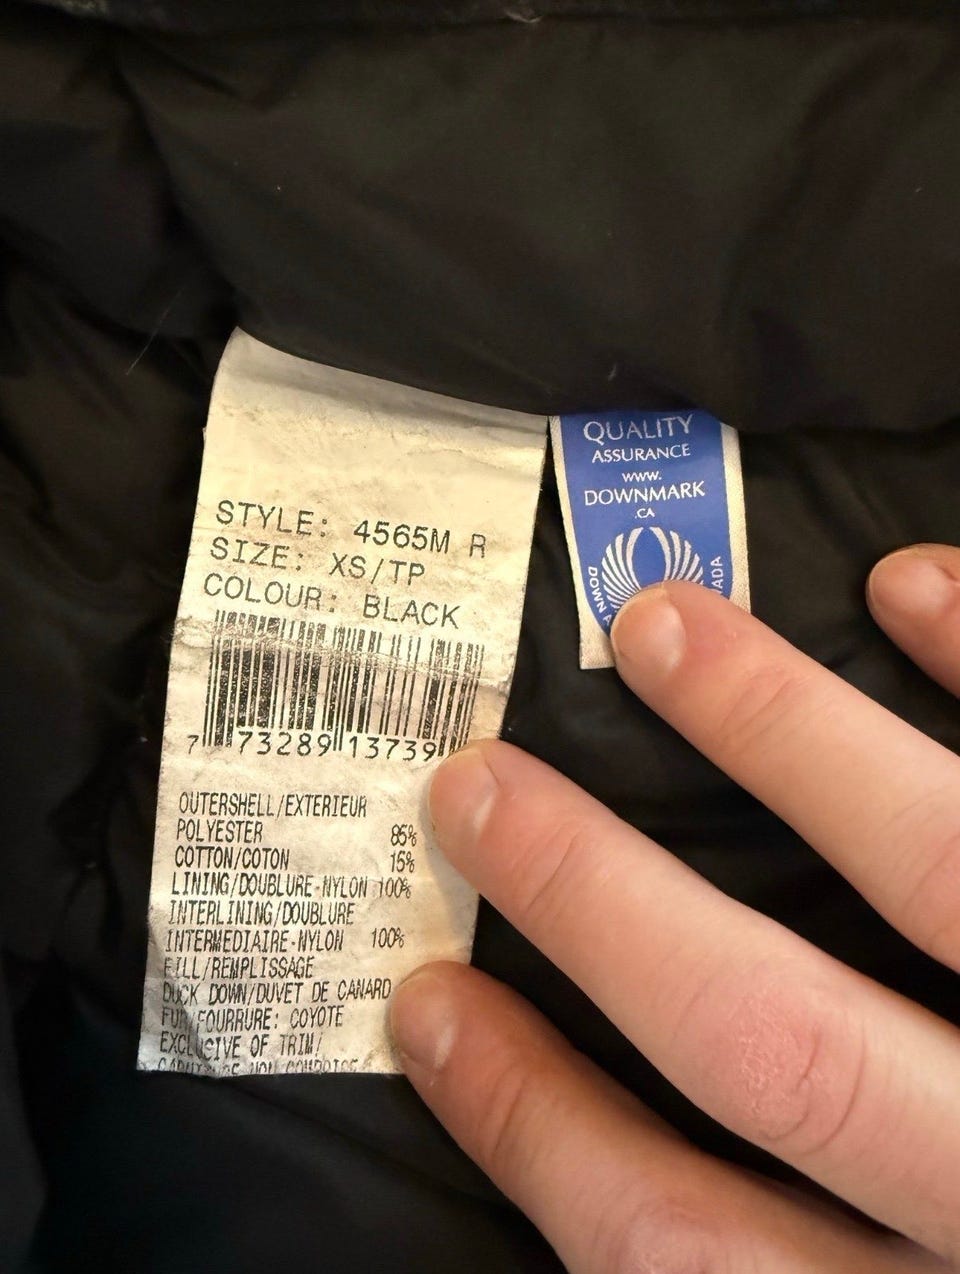 STYLE: 4565M R
SIZE: XS/TP
COLOUR: BLACK
7 73289 13739
OUTERSHELL/EXTERIEUR
POLYESTER 85%
COTTON/COTON 15%
LINING/DOUBLURE-NYLON 100%
INTERLINING/DOUBLURE
INTERMEDIAIRE-NYLON 100%
FILL/REMPLISSAGE
DUCK DOWN/DUVET DE CANARD
FUR/FOURRURE: COYOTE
EXCLUSIVE OF TRIM/
QUALITY
ASSURANCE
www.
DOWNMARK
.CA
DOWN